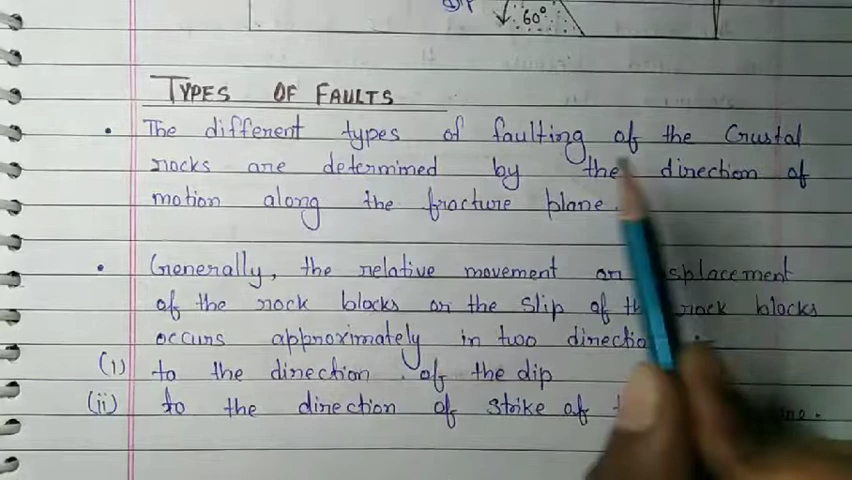 60°
TYPES OF FAULTS
• The different types of faulting of the Crustal
rocks are determined by the direction of
motion along the fracture plane.
• Generally, the relative movement or
of the rock blocks or the slip of rock blocks
occurs approximately in two
(i) to the direction of the dip
(ii) to the direction of strike of